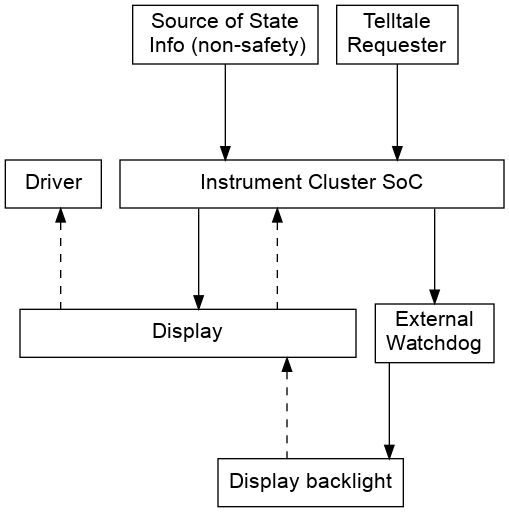 Source of State
Info (non-safety)
Telltale
Requester
Driver
Instrument Cluster SoC
Display
External
Watchdog
Display backlight